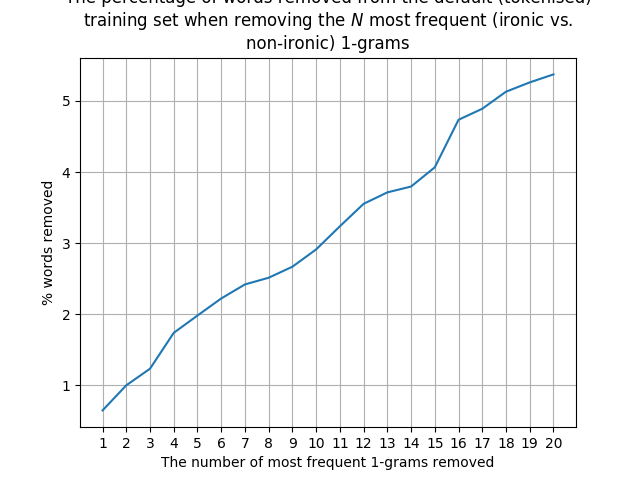 The percentage of words removed from the default (tokenised)
training set when removing the N most frequent (ironic vs.
non-ironic) 1-grams
5
4
3
2
1
% words removed
1 2 3 4 5 6 7 8 9 10 11 12 13 14 15 16 17 18 19 20
The number of most frequent 1-grams removed